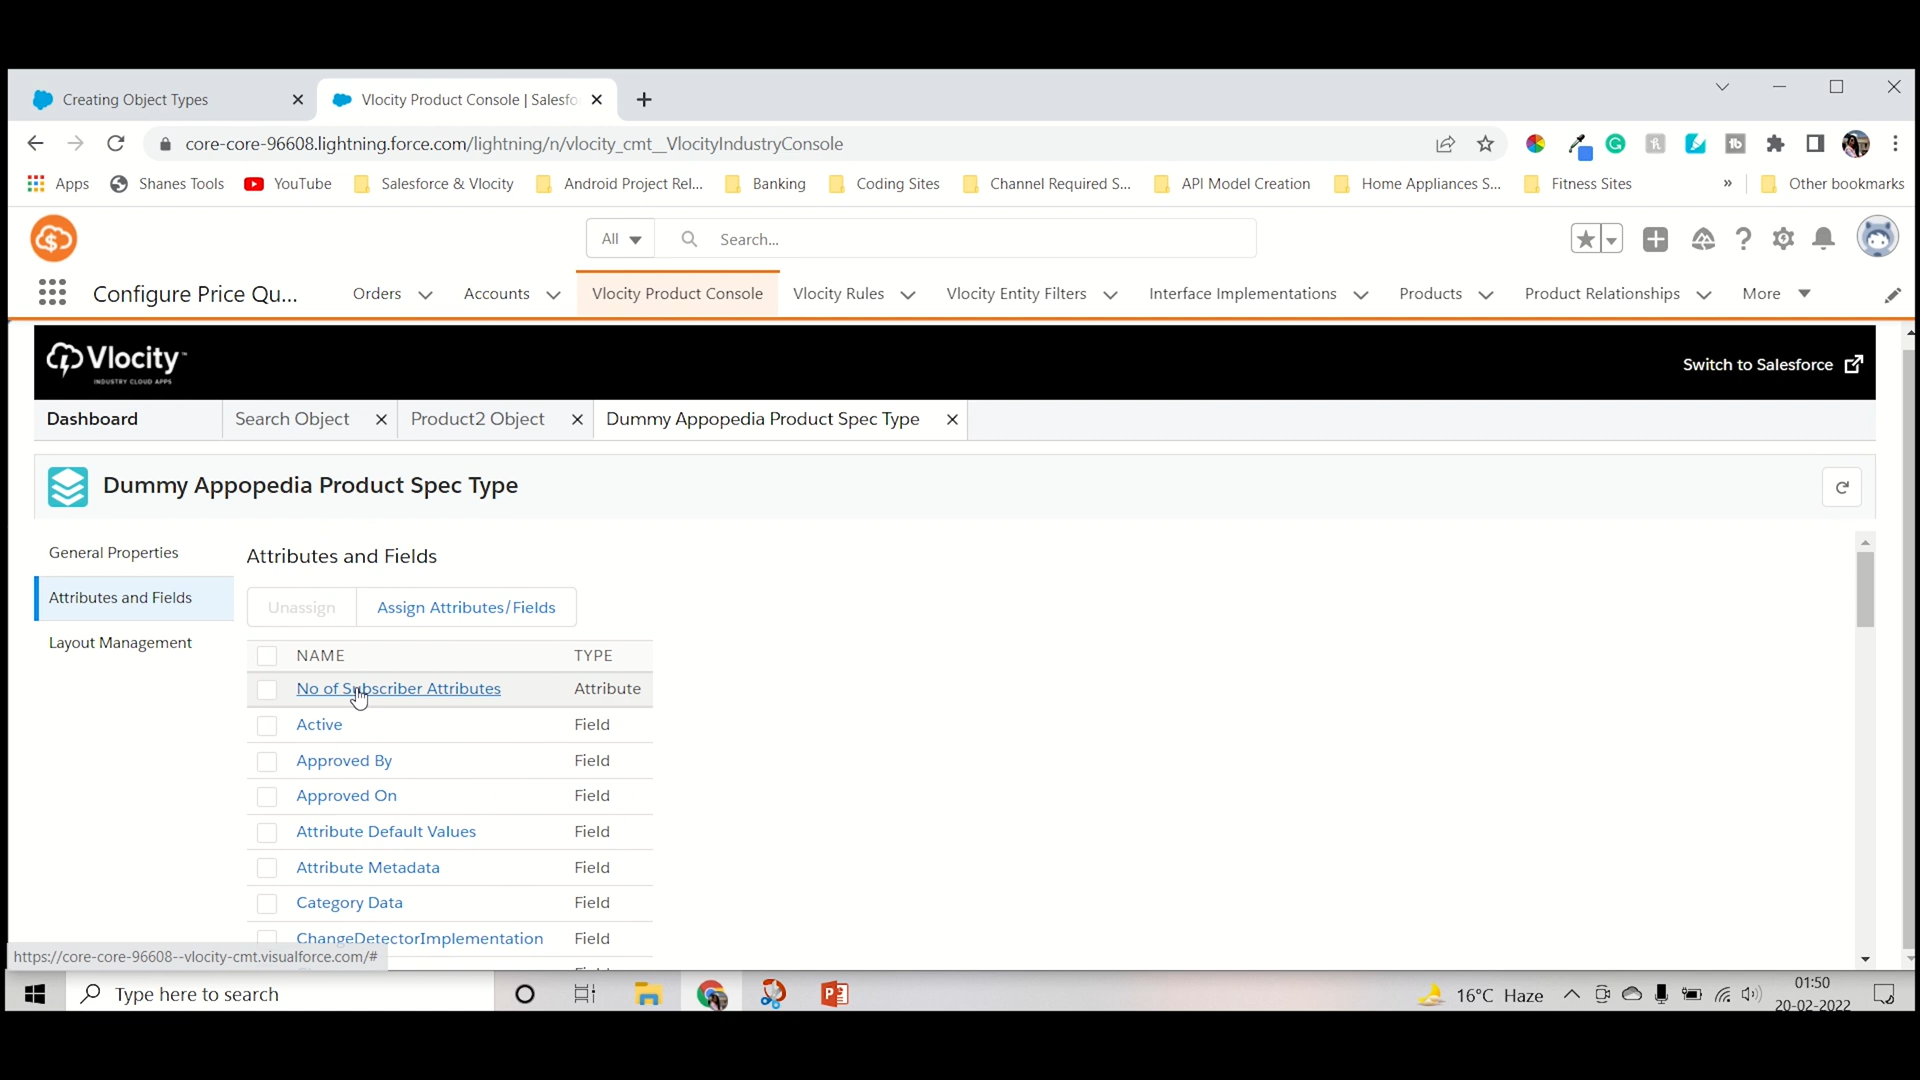 Creating Object Types
Vlocity Product Console | Salesfo
core-core-96608.lightning.force.com/lightning/n/vlocity_cmt__VlocityIndustryConsole
Apps
Shanes Tools
YouTube
Salesforce & Vlocity
Android Project Rel...
Banking
Coding Sites
Channel Required S...
API Model Creation
Home Appliances S...
Fitness Sites
»
Other bookmarks
All
Search...
Configure Price Qu...
Orders
Accounts
Vlocity Product Console
Vlocity Rules
Vlocity Entity Filters
Interface Implementations
Products
Product Relationships
More
Vlocity™
INDUSTRY CLOUD APPS
Switch to Salesforce
Dashboard
Search Object
Product2 Object
Dummy Appopedia Product Spec Type
Dummy Appopedia Product Spec Type
General Properties
Attributes and Fields
Layout Management
Attributes and Fields
Unassign
Assign Attributes/Fields
NAME TYPE
No of Subscriber Attributes Attribute
Active Field
Approved By Field
Approved On Field
Attribute Default Values Field
Attribute Metadata Field
Category Data Field
ChangeDetectorImplementation Field
https://core-core-96608--vlocity-cmt.visualforce.com/#
Type here to search
16°C Haze
01:50
20-02-2022